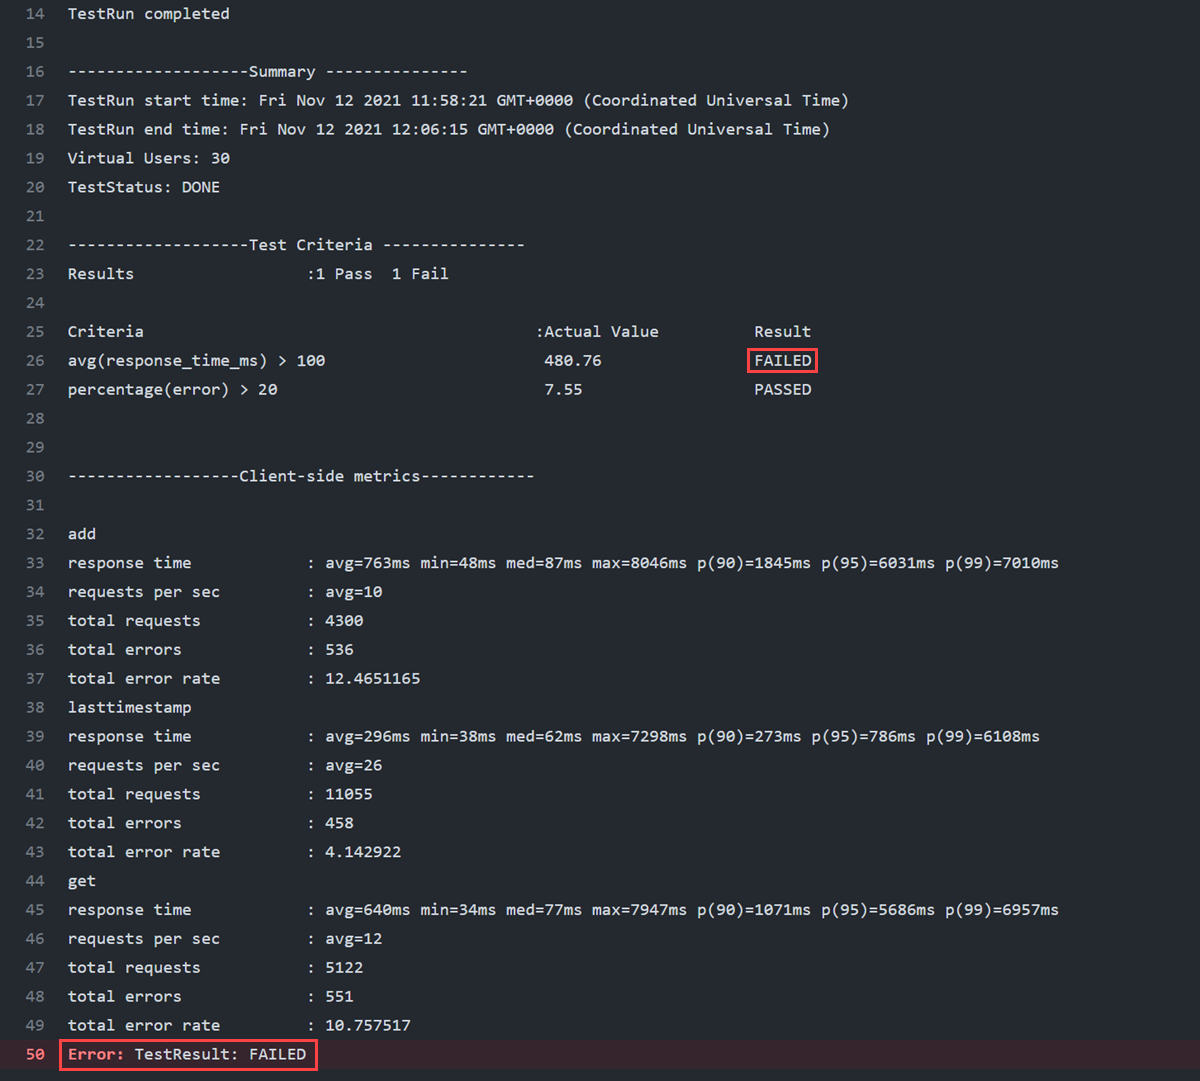 14 TestRun completed
15
16 -------------------Summary ---------------
17 TestRun start time: Fri Nov 12 2021 11:58:21 GMT+0000 (Coordinated Universal Time)
18 TestRun end time: Fri Nov 12 2021 12:06:15 GMT+0000 (Coordinated Universal Time)
19 Virtual Users: 30
20 TestStatus: DONE
21
22 -------------------Test Criteria ---------------
23 Results :1 Pass 1 Fail
24
25 Criteria :Actual Value Result
26 avg(response_time_ms) > 100 480.76 FAILED
27 percentage(error) > 20 7.55 PASSED
28
29
30 ------------------Client-side metrics------------
31
32 add
33 response time : avg=763ms min=48ms med=87ms max=8046ms p(90)=1845ms p(95)=6031ms p(99)=7010ms
34 requests per sec : avg=10
35 total requests : 4300
36 total errors : 536
37 total error rate : 12.4651165
38 lasttimestamp
39 response time : avg=296ms min=38ms med=62ms max=7298ms p(90)=273ms p(95)=786ms p(99)=6108ms
40 requests per sec : avg=26
41 total requests : 11055
42 total errors : 458
43 total error rate : 4.142922
44 get
45 response time : avg=640ms min=34ms med=77ms max=7947ms p(90)=1071ms p(95)=5686ms p(99)=6957ms
46 requests per sec : avg=12
47 total requests : 5122
48 total errors : 551
49 total error rate : 10.757517
50 Error: TestResult: FAILED